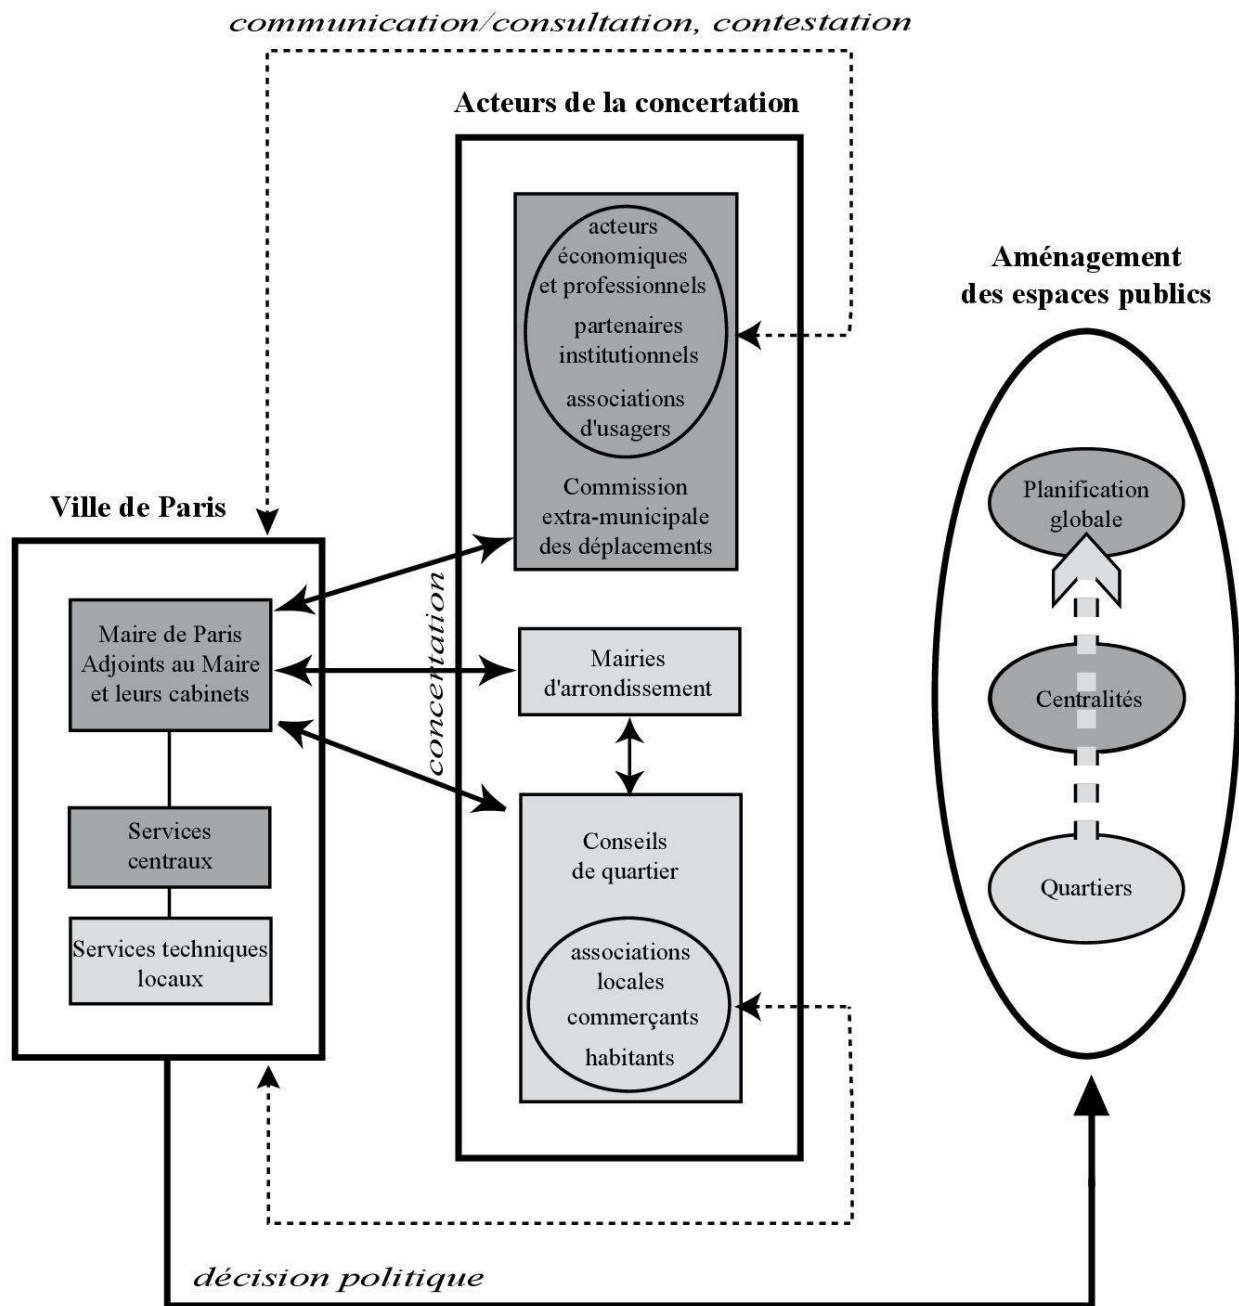 communication/consultation, contestation
Acteurs de la concertation
acteurs
économiques
et professionnels
partenaires
institutionnels
associations
d'usagers
Commission
extra-municipale
des déplacements
Ville de Paris
Maire de Paris
Adjoints au Maire
et leurs cabinets
Services
centraux
Services techniques
locaux
concertation
Mairies
d'arrondissement
Conseils
de quartier
associations
locales
commerçants
habitants
Aménagement
des espaces publics
Planification
globale
Centralités
Quartiers
décision politique